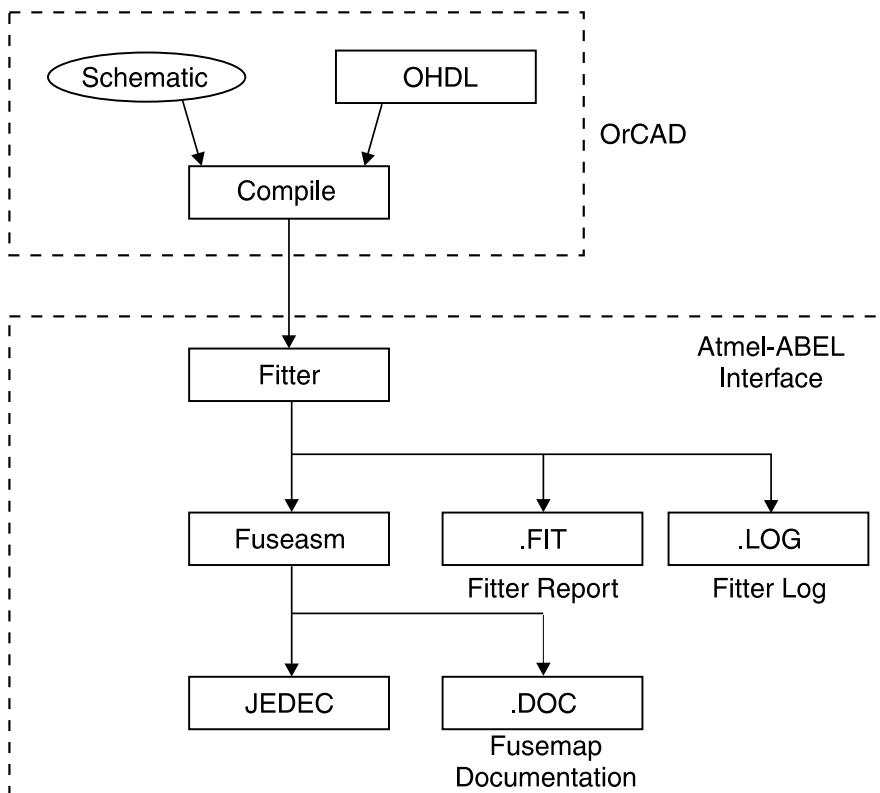 Schematic
OHDL
OrCAD
Compile
Atmel-ABEL
Interface
Fitter
Fuseasm
.FIT
.LOG
Fitter Report
Fitter Log
JEDEC
.DOC
Fusemap
Documentation